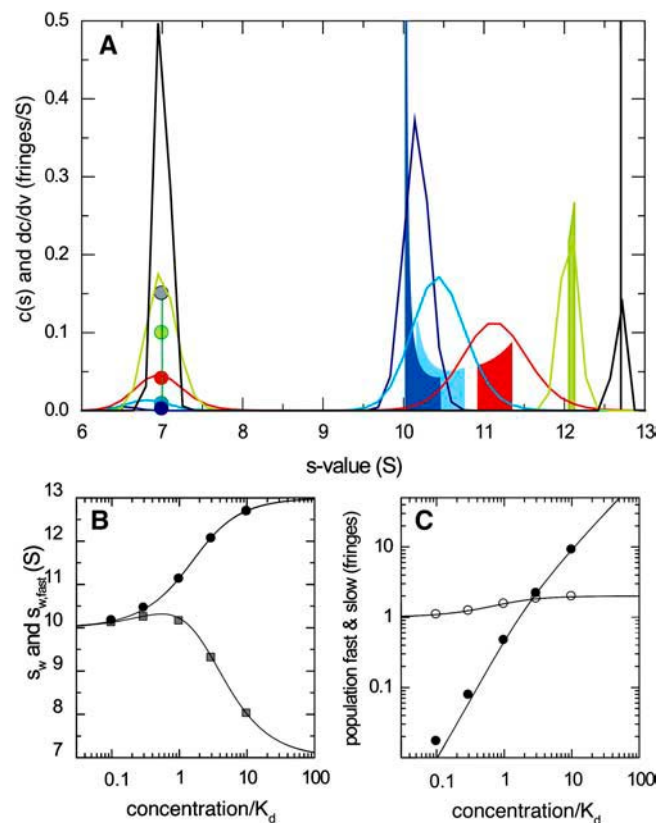 A
0.5
0.4
0.3
0.2
0.1
0.0
c(s) and dc/dv (fringes/S)
6 7 8 9 10 11 12 13
s-value (S)
B
13
12
11
10
9
8
7
s_w and s_w,fast (S)
0.1 1 10 100
concentration/K_d
C
10
1
0.1
population fast & slow (fringes)
0.1 1 10 100
concentration/K_d